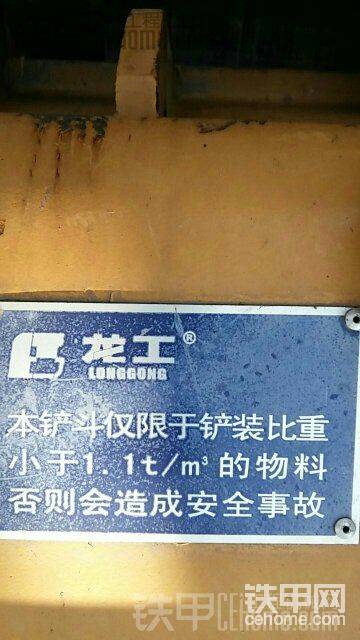 龙工®
LONGGONG
本铲斗仅限于铲装比重
小于1.1t/m³的物料
否则会造成安全事故
铁甲网
cehome.com